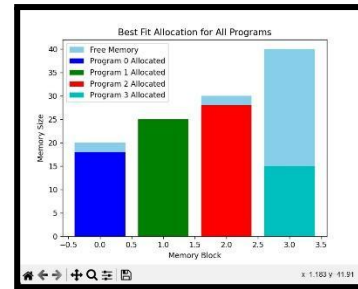 Best Fit Allocation for All Programs
Free Memory
Program 0 Allocated
Program 1 Allocated
Program 2 Allocated
Program 3 Allocated
40
35
30
25
20
15
10
5
0
Memory Size
−0.5 0.0 0.5 1.0 1.5 2.0 2.5 3.0 3.5
Memory Block
x: 1.183 y: 41.91